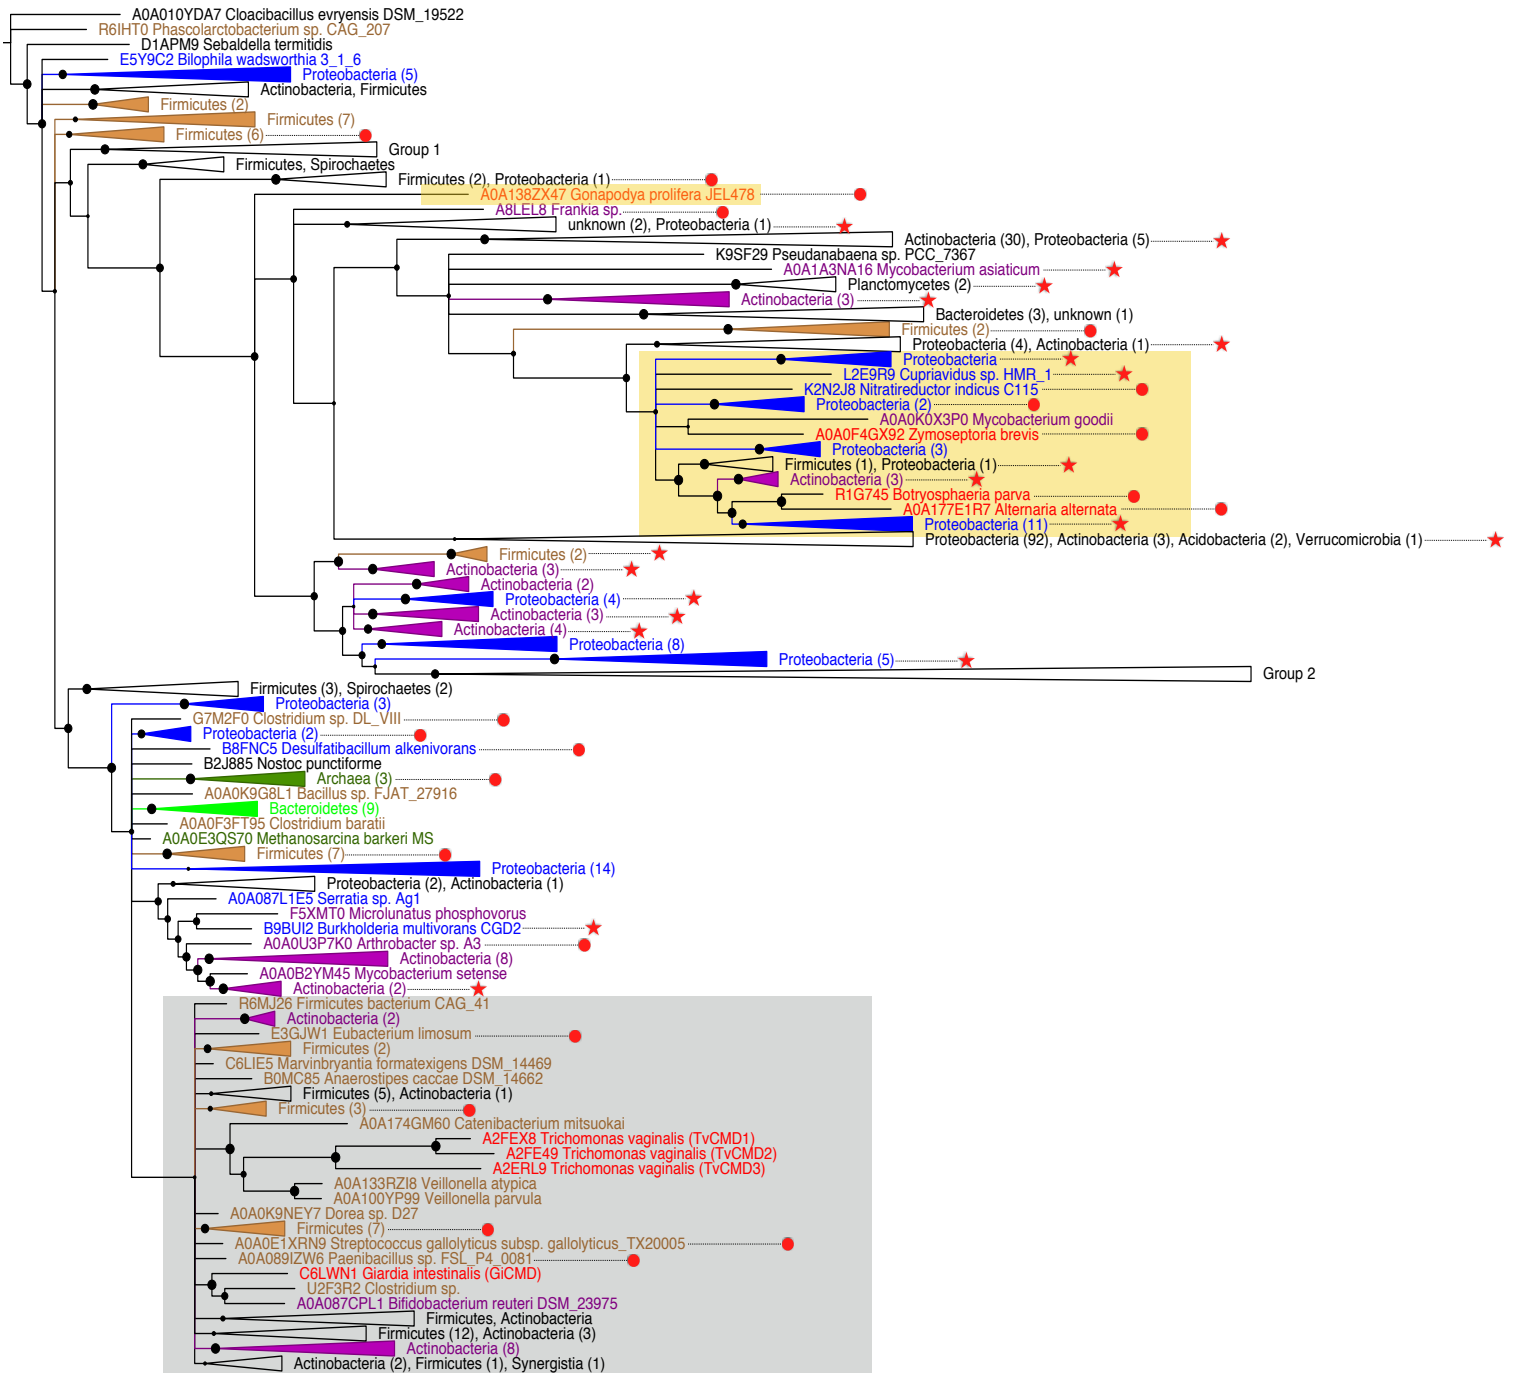 A0A010YDA7 Cloacibacillus evryensis DSM_19522
R6IHT0 Phascolarctobacterium sp. CAG_207
D1APM9 Sebaldella termitidis
E5Y9C2 Bilophila wadsworthia 3_1_6
Proteobacteria (5)
Actinobacteria, Firmicutes
Firmicutes (2)
Firmicutes (7)
Firmicutes (6)
Group 1
Firmicutes, Spirochaetes
Firmicutes (2), Proteobacteria (1)
A0A138ZX47 Gonapodya prolifera JEL478
A8LEL8 Frankia sp.
unknown (2), Proteobacteria (1)
Actinobacteria (30), Proteobacteria (5)
K9SF29 Pseudanabaena sp. PCC_7367
A0A1A3NA16 Mycobacterium asiaticum
Planctomycetes (2)
Actinobacteria (3)
Bacteroidetes (3), unknown (1)
Firmicutes (2)
Proteobacteria (4), Actinobacteria (1)
Proteobacteria
L2E9R9 Cupriavidus sp. HMR_1
K2N2J8 Nitratireductor indicus C115
Proteobacteria (2)
A0A0K0X3P0 Mycobacterium goodii
A0A0F4GX92 Zymoseptoria brevis
Proteobacteria (3)
Firmicutes (1), Proteobacteria (1)
Actinobacteria (3)
R1G745 Botryosphaeria parva
A0A177E1R7 Alternaria alternata
Proteobacteria (11)
Proteobacteria (92), Actinobacteria (3), Acidobacteria (2), Verrucomicrobia (1)
Firmicutes (2)
Actinobacteria (3)
Actinobacteria (2)
Proteobacteria (4)
Actinobacteria (3)
Actinobacteria (4)
Proteobacteria (8)
Proteobacteria (5)
Group 2
Firmicutes (3), Spirochaetes (2)
Proteobacteria (3)
G7M2F0 Clostridium sp. DL_VIII
Proteobacteria (2)
B8FNC5 Desulfatibacillum alkenivorans
B2J885 Nostoc punctiforme
Archaea (3)
A0A0K9G8L1 Bacillus sp. FJAT_27916
Bacteroidetes (9)
A0A0F3FT95 Clostridium baratii
A0A0E3QS70 Methanosarcina barkeri MS
Firmicutes (7)
Proteobacteria (14)
Proteobacteria (2), Actinobacteria (1)
A0A087L1E5 Serratia sp. Ag1
F5XMT0 Microlunatus phosphovorus
B9BUI2 Burkholderia multivorans CGD2
A0A0U3P7K0 Arthrobacter sp. A3
Actinobacteria (8)
A0A0B2YM45 Mycobacterium setense
Actinobacteria (2)
R6MJ26 Firmicutes bacterium CAG_41
Actinobacteria (2)
E3GJW1 Eubacterium limosum
Firmicutes (2)
C6LIE5 Marvinbryantia formatexigens DSM_14469
B0MC85 Anaerostipes caccae DSM_14662
Firmicutes (5), Actinobacteria (1)
Firmicutes (3)
A0A174GM60 Catenibacterium mitsuokai
A2FEX8 Trichomonas vaginalis (TvCMD1)
A2FE49 Trichomonas vaginalis (TvCMD2)
A2ERL9 Trichomonas vaginalis (TvCMD3)
A0A133RZI8 Veillonella atypica
A0A100YP99 Veillonella parvula
A0A0K9NEY7 Dorea sp. D27
Firmicutes (7)
A0A0E1XRN9 Streptococcus gallolyticus subsp. gallolyticus_TX20005
A0A089IZW6 Paenibacillus sp. FSL_P4_0081
C6LWN1 Giardia intestinalis (GiCMD)
U2F3R2 Clostridium sp.
A0A087CPL1 Bifidobacterium reuteri DSM_23975
Firmicutes, Actinobacteria
Firmicutes (12), Actinobacteria (3)
Actinobacteria (8)
Actinobacteria (2), Firmicutes (1), Synergistia (1)